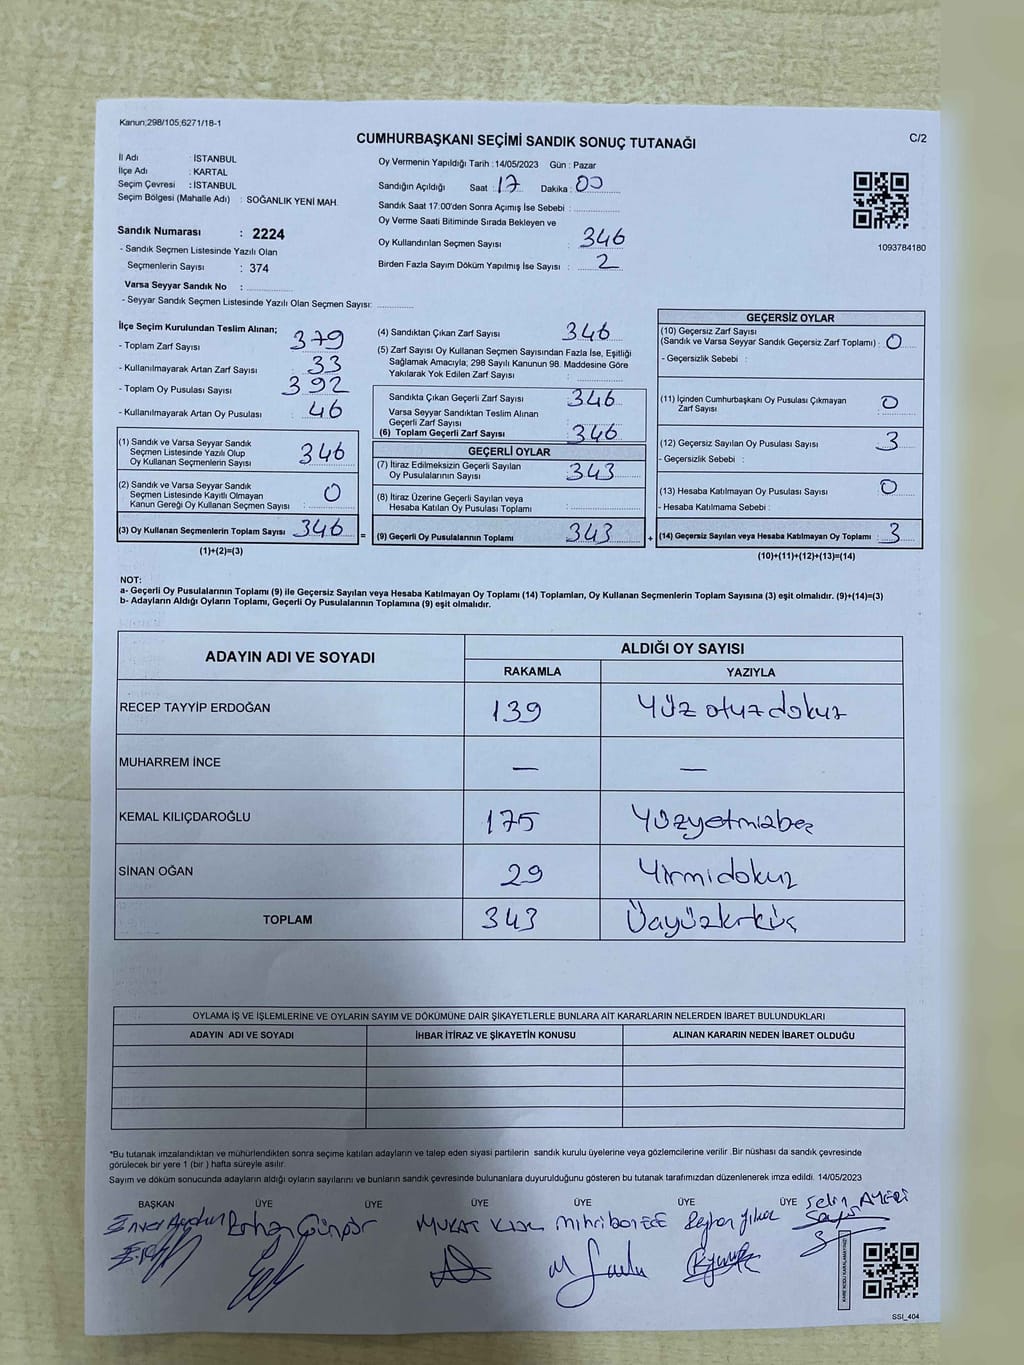 Kanun;298/105;6271/18-1
CUMHURBAŞKANI SEÇİMİ SANDIK SONUÇ TUTANAĞI
C/2
İl Adı : İSTANBUL
İlçe Adı : KARTAL
Seçim Çevresi : İSTANBUL
Seçim Bölgesi (Mahalle Adı) : SOĞANLIK YENİ MAH.
Oy Vermenin Yapıldığı Tarih :14/05/2023 Gün : Pazar
Sandığın Açıldığı Saat : 17 Dakika : 00
Sandık Saat 17:00'den Sonra Açımış İse Sebebi :
Oy Verme Saati Bitiminde Sırada Bekleyen ve
Oy Kullandırılan Seçmen Sayısı : 346
Birden Fazla Sayım Döküm Yapılmış İse Sayısı : 2
1093784180
Sandık Numarası : 2224
- Sandık Seçmen Listesinde Yazılı Olan
Seçmenlerin Sayısı : 374
Varsa Seyyar Sandık No :
- Seyyar Sandık Seçmen Listesinde Yazılı Olan Seçmen Sayısı:
İlçe Seçim Kurulundan Teslim Alınan;
- Toplam Zarf Sayısı : 379
- Kullanılmayarak Artan Zarf Sayısı : 33
- Toplam Oy Pusulası Sayısı : 392
- Kullanılmayarak Artan Oy Pusulası : 46
(1) Sandık ve Varsa Seyyar Sandık
Seçmen Listesinde Yazılı Olup
Oy Kullanan Seçmenlerin Sayısı : 346
(2) Sandık ve Varsa Seyyar Sandık
Seçmen Listesinde Kayıtlı Olmayan
Kanun Gereği Oy Kullanan Seçmen Sayısı : 0
(3) Oy Kullanan Seçmenlerin Toplam Sayısı : 346
(1)+(2)=(3)
=
(4) Sandıktan Çıkan Zarf Sayısı : 346
(5) Zarf Sayısı Oy Kullanan Seçmen Sayısından Fazla İse, Eşitliği
Sağlamak Amacıyla; 298 Sayılı Kanunun 98. Maddesine Göre
Yakılarak Yok Edilen Zarf Sayısı :
Sandıkta Çıkan Geçerli Zarf Sayısı : 346
Varsa Seyyar Sandıktan Teslim Alınan
Geçerli Zarf Sayısı :
(6) Toplam Geçerli Zarf Sayısı : 346
GEÇERLİ OYLAR
(7) İtiraz Edilmeksizin Geçerli Sayılan
Oy Pusulalarının Sayısı : 343
(8) İtiraz Üzerine Geçerli Sayılan veya
Hesaba Katılan Oy Pusulası Toplamı :
(9) Geçerli Oy Pusulalarının Toplamı : 343
+
GEÇERSİZ OYLAR
(10) Geçersiz Zarf Sayısı
(Sandık ve Varsa Seyyar Sandık Geçersiz Zarf Toplamı) : 0
- Geçersizlik Sebebi :
(11) İçinden Cumhurbaşkanı Oy Pusulası Çıkmayan
Zarf Sayısı : 0
(12) Geçersiz Sayılan Oy Pusulası Sayısı : 3
- Geçersizlik Sebebi :
(13) Hesaba Katılmayan Oy Pusulası Sayısı : 0
- Hesaba Katılmama Sebebi :
(14) Geçersiz Sayılan veya Hesaba Katılmayan Oy Toplamı : 3
(10)+(11)+(12)+(13)=(14)
NOT:
a- Geçerli Oy Pusulalarının Toplamı (9) ile Geçersiz Sayılan veya Hesaba Katılmayan Oy Toplamı (14) Toplamları, Oy Kullanan Seçmenlerin Toplam Sayısına (3) eşit olmalıdır. (9)+(14)=(3)
b- Adayların Aldığı Oyların Toplamı, Geçerli Oy Pusulalarının Toplamına (9) eşit olmalıdır.
ADAYIN ADI VE SOYADI
ALDIĞI OY SAYISI
RAKAMLA
YAZIYLA
RECEP TAYYİP ERDOĞAN 139 Yüz otuz dokuz
MUHARREM İNCE — —
KEMAL KILIÇDAROĞLU 175 Yüzyetmişbeş
SİNAN OĞAN 29 Yirmidokuz
TOPLAM 343 Üçyüzkırküç
OYLAMA İŞ VE İŞLEMLERİNE VE OYLARIN SAYIM VE DÖKÜMÜNE DAİR ŞİKAYETLERLE BUNLARA AİT KARARLARIN NELERDEN İBARET BULUNDUKLARI
ADAYIN ADI VE SOYADI
İHBAR İTİRAZ VE ŞİKAYETİN KONUSU
ALINAN KARARIN NEDEN İBARET OLDUĞU
*Bu tutanak imzalandıktan ve mühürlendikten sonra seçime katılan adayların ve talep eden siyasi partilerin sandık kurulu üyelerine veya gözlemcilerine verilir .Bir nüshası da sandık çevresinde
görülecek bir yere 1 (bir ) hafta süreyle asılır.
Sayım ve döküm sonucunda adayların aldığı oyların sayılarını ve bunların sandık çevresinde bulunanlara duyurulduğunu gösteren bu tutanak tarafımızdan düzenlenerek imza edildi. 14/05/2023
BAŞKAN ÜYE ÜYE ÜYE ÜYE ÜYE ÜYE
Güngör MURAT Mihriban ECE Reyhan Selin
KARE KODU KARALAMAYINIZ!
SSI_404